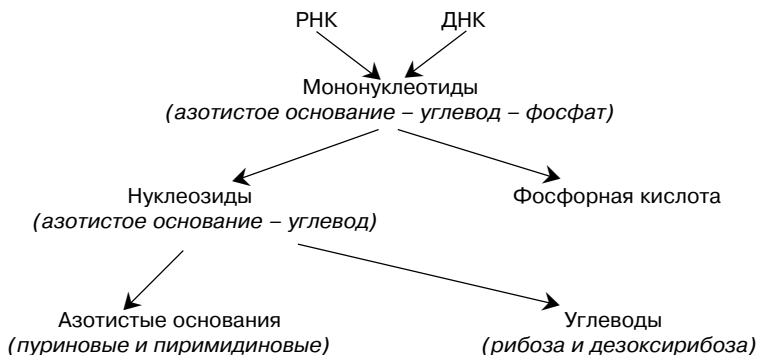 РНК ДНК
Мононуклеотиды
(азотистое основание – углевод – фосфат)
Нуклеозиды Фосфорная кислота
(азотистое основание – углевод)
Азотистые основания Углеводы
(пуриновые и пиримидиновые) (рибоза и дезоксирибоза)